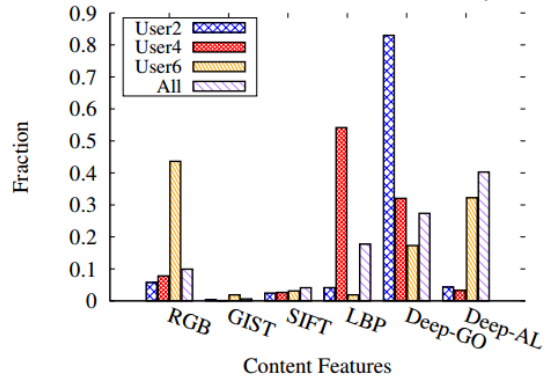 User2
User4
User6
All
0.9
0.8
0.7
0.6
0.5
0.4
0.3
0.2
0.1
0
Fraction
RGB
GIST
SIFT
LBP
Deep-GO
Deep-AL
Content Features